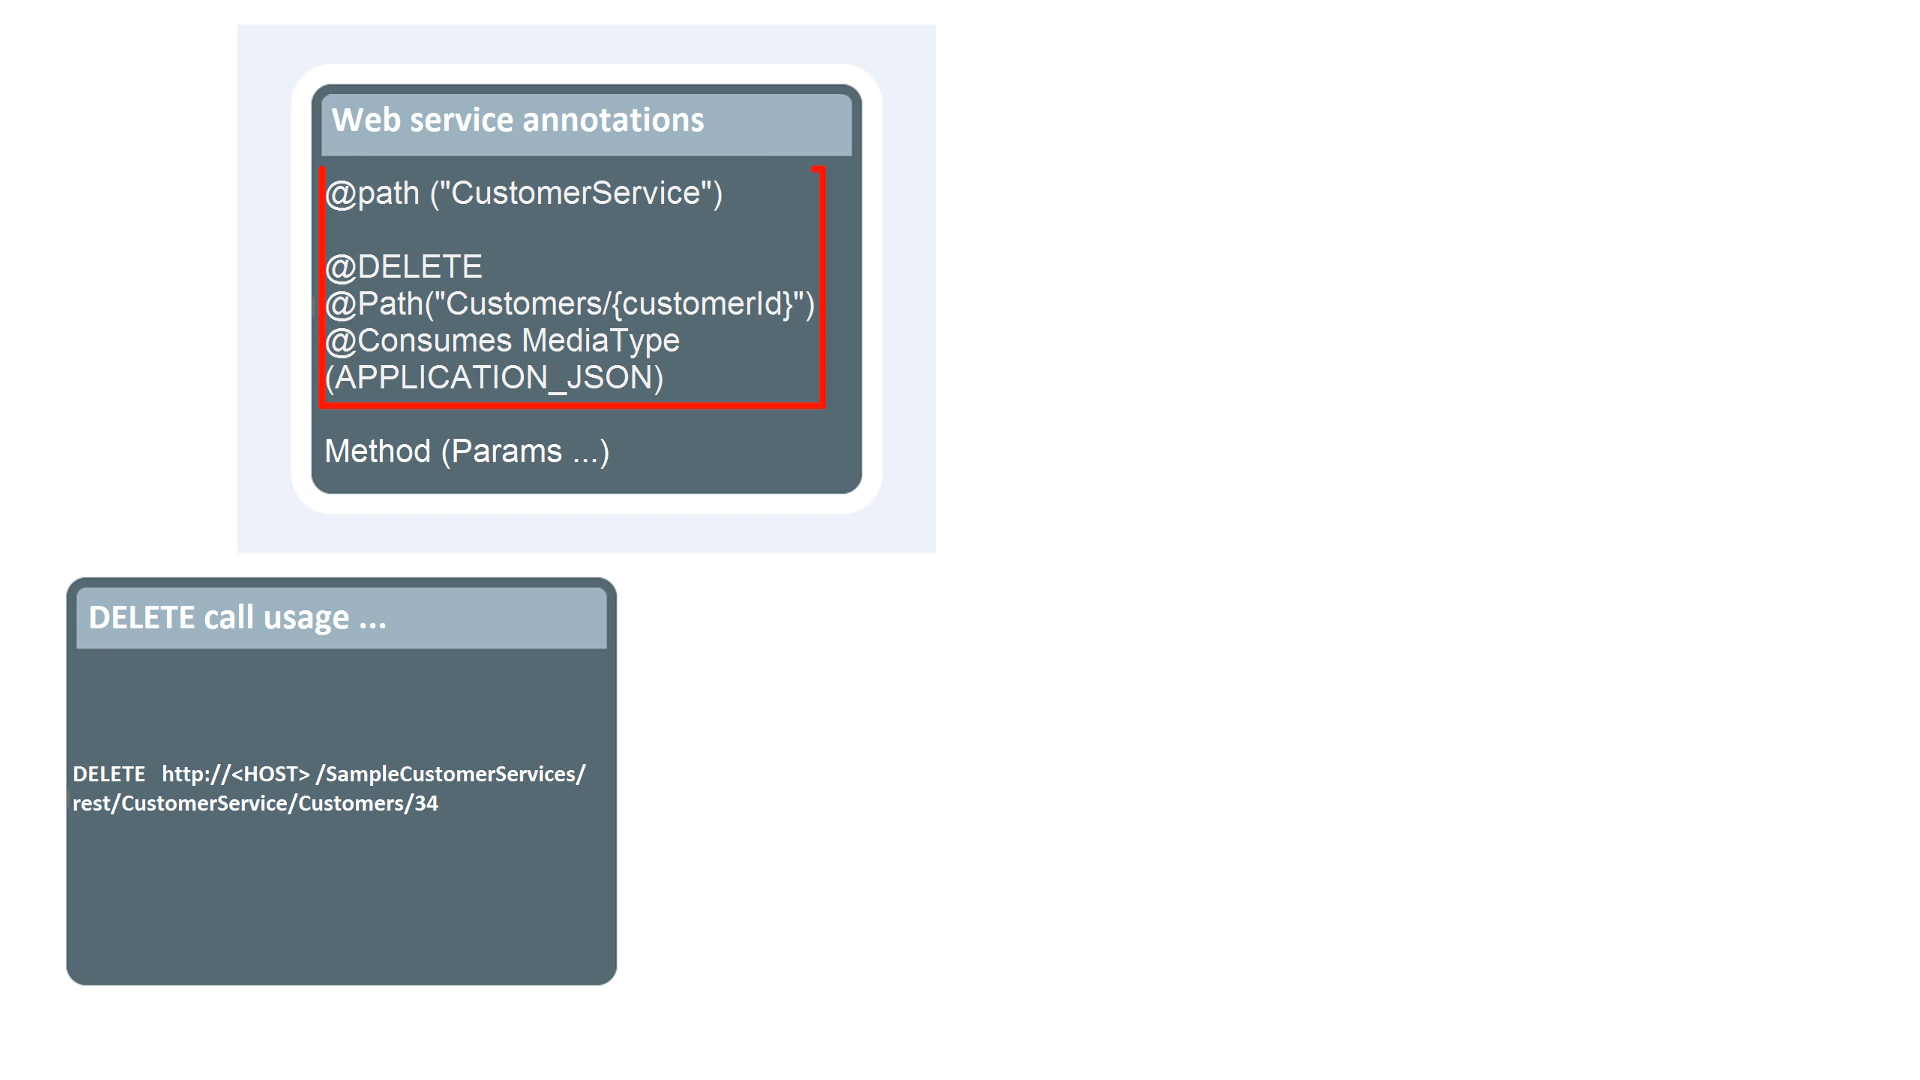 Web service annotations
@path ("CustomerService")
@DELETE
@Path("Customers/{customerId}")
@Consumes MediaType
(APPLICATION_JSON)
Method (Params ...)
DELETE call usage ...
DELETE   http://<HOST> /SampleCustomerServices/
rest/CustomerService/Customers/34